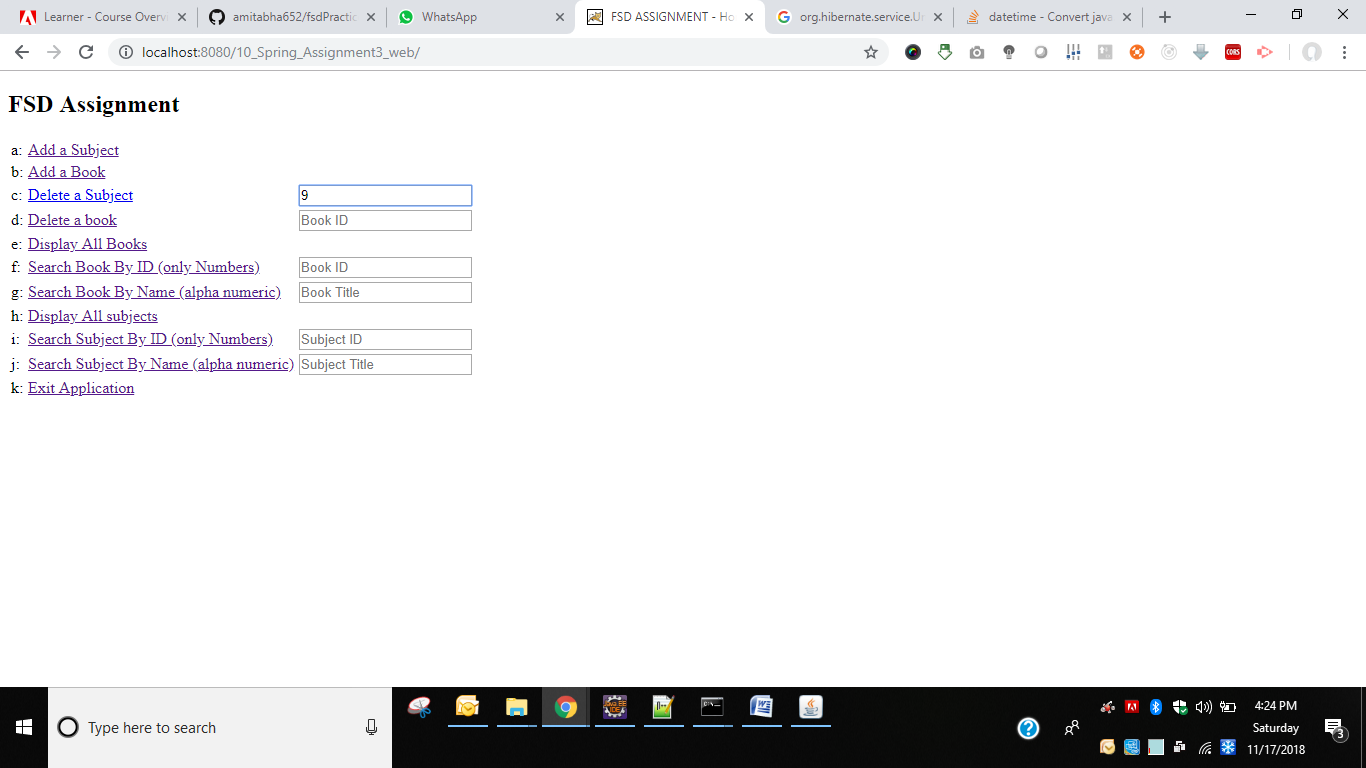 Learner - Course Overv
amitabha652/fsdPractic
WhatsApp
FSD ASSIGNMENT - Ho
org.hibernate.service.Un
datetime - Convert java
localhost:8080/10_Spring_Assignment3_web/
CORS
FSD Assignment
a: Add a Subject
b: Add a Book
c: Delete a Subject 9
d: Delete a book Book ID
e: Display All Books
f: Search Book By ID (only Numbers) Book ID
g: Search Book By Name (alpha numeric) Book Title
h: Display All subjects
i: Search Subject By ID (only Numbers) Subject ID
j: Search Subject By Name (alpha numeric) Subject Title
k: Exit Application
Type here to search
4:24 PM
Saturday
11/17/2018
3